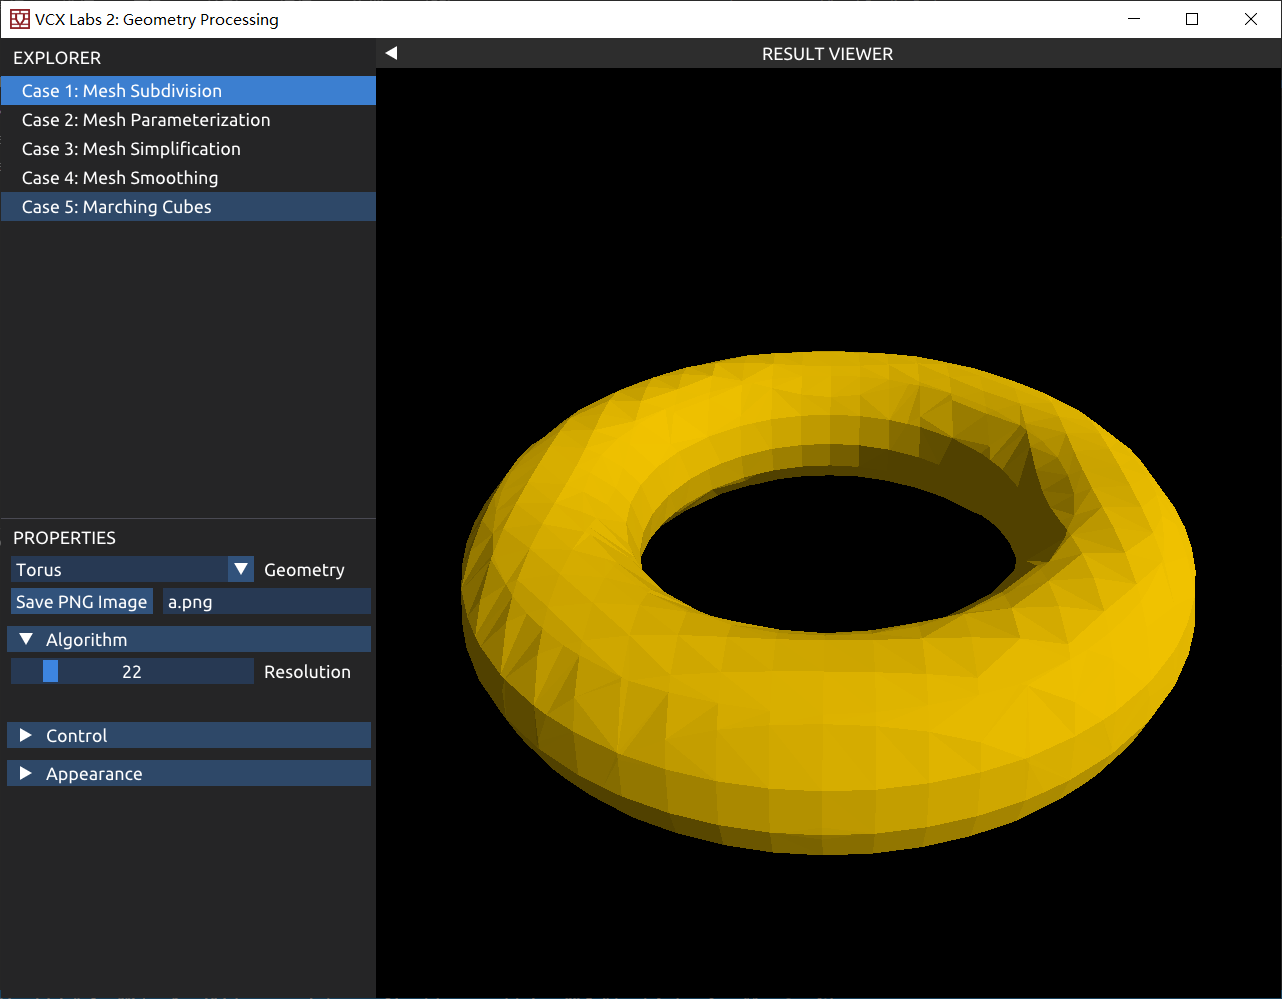 VCX Labs 2: Geometry Processing
EXPLORER
RESULT VIEWER
Case 1: Mesh Subdivision
Case 2: Mesh Parameterization
Case 3: Mesh Simplification
Case 4: Mesh Smoothing
Case 5: Marching Cubes
PROPERTIES
Torus Geometry
Save PNG Image a.png
Algorithm
22 Resolution
Control
Appearance